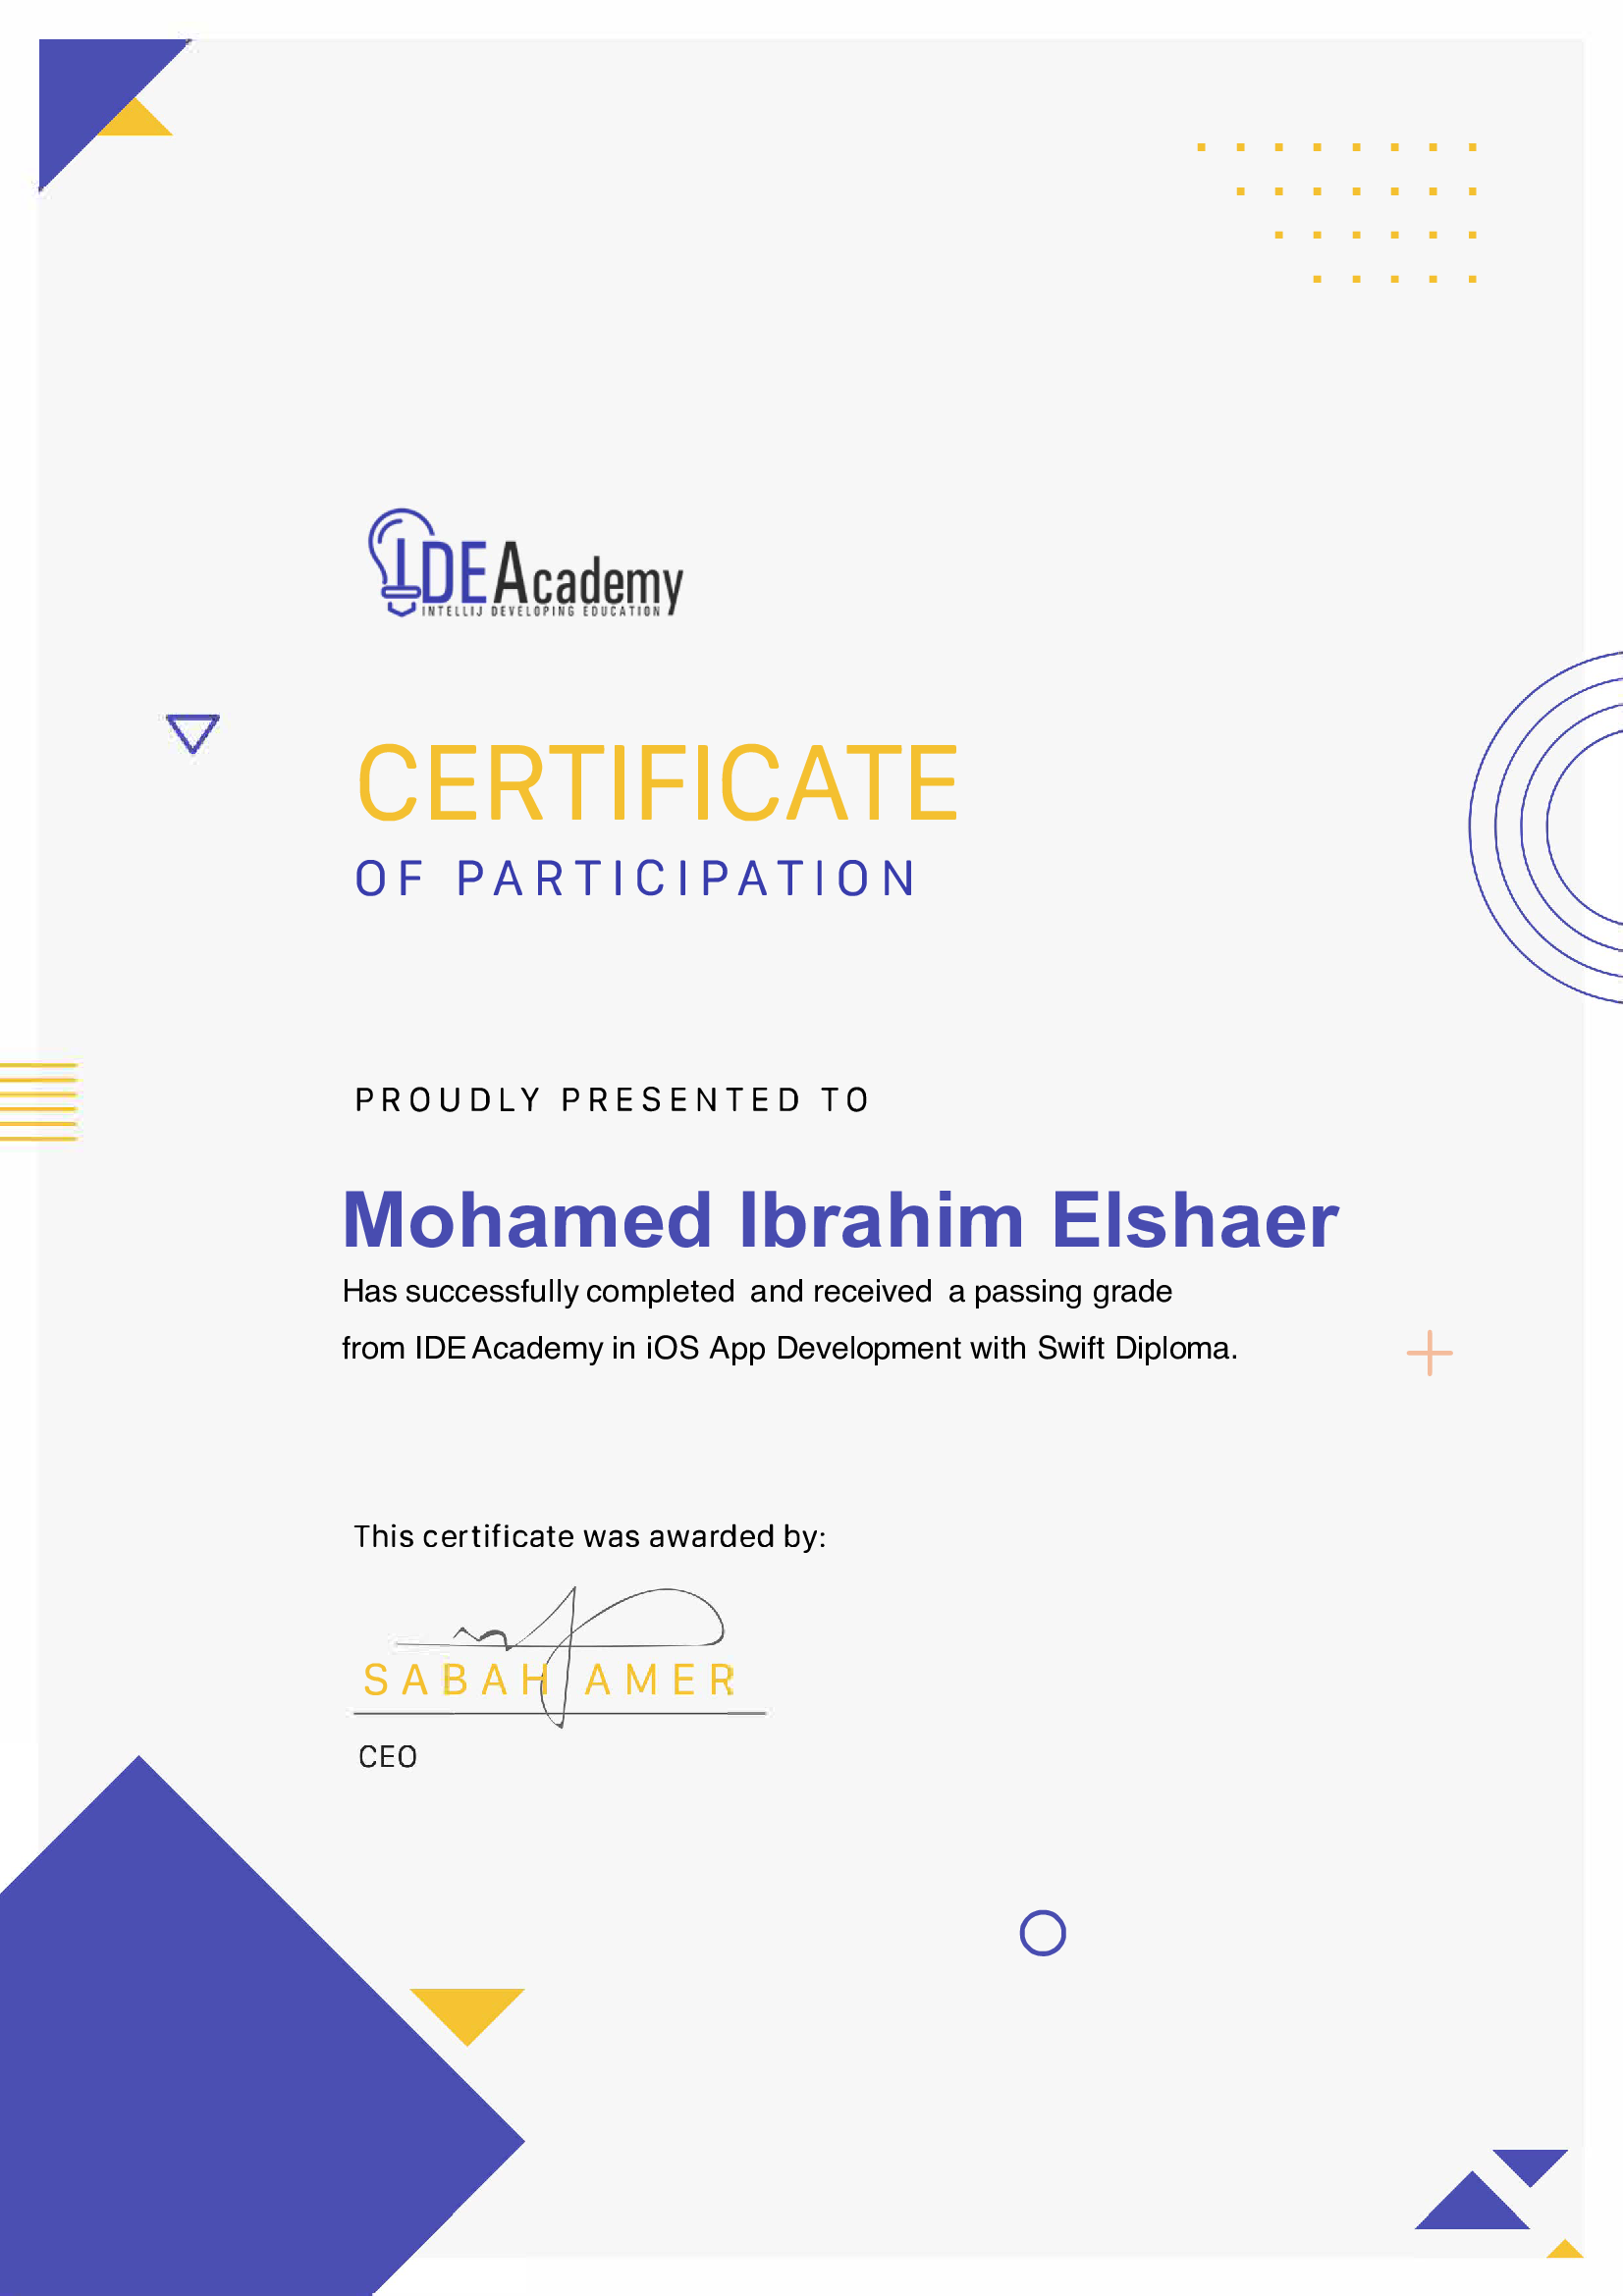 IDEAcademy
INTELLIJ DEVELOPING EDUCATION
CERTIFICATE
OF PARTICIPATION
PROUDLY PRESENTED TO
Mohamed Ibrahim Elshaer
Has successfully completed and received a passing grade
from IDE Academy in iOS App Development with Swift Diploma.
This certificate was awarded by:
SABAH AMER
CEO